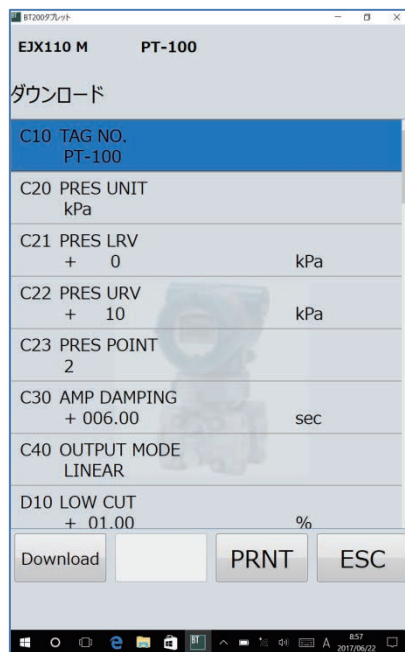 BT200タブレット
EJX110 M PT-100
ダウンロード
C10 TAG NO.
PT-100
C20 PRES UNIT
kPa
C21 PRES LRV
+ 0 kPa
C22 PRES URV
+ 10 kPa
C23 PRES POINT
2
C30 AMP DAMPING
+ 006.00 sec
C40 OUTPUT MODE
LINEAR
D10 LOW CUT
+ 01.00 %
Download PRNT ESC
BT A 8:57
2017/06/22